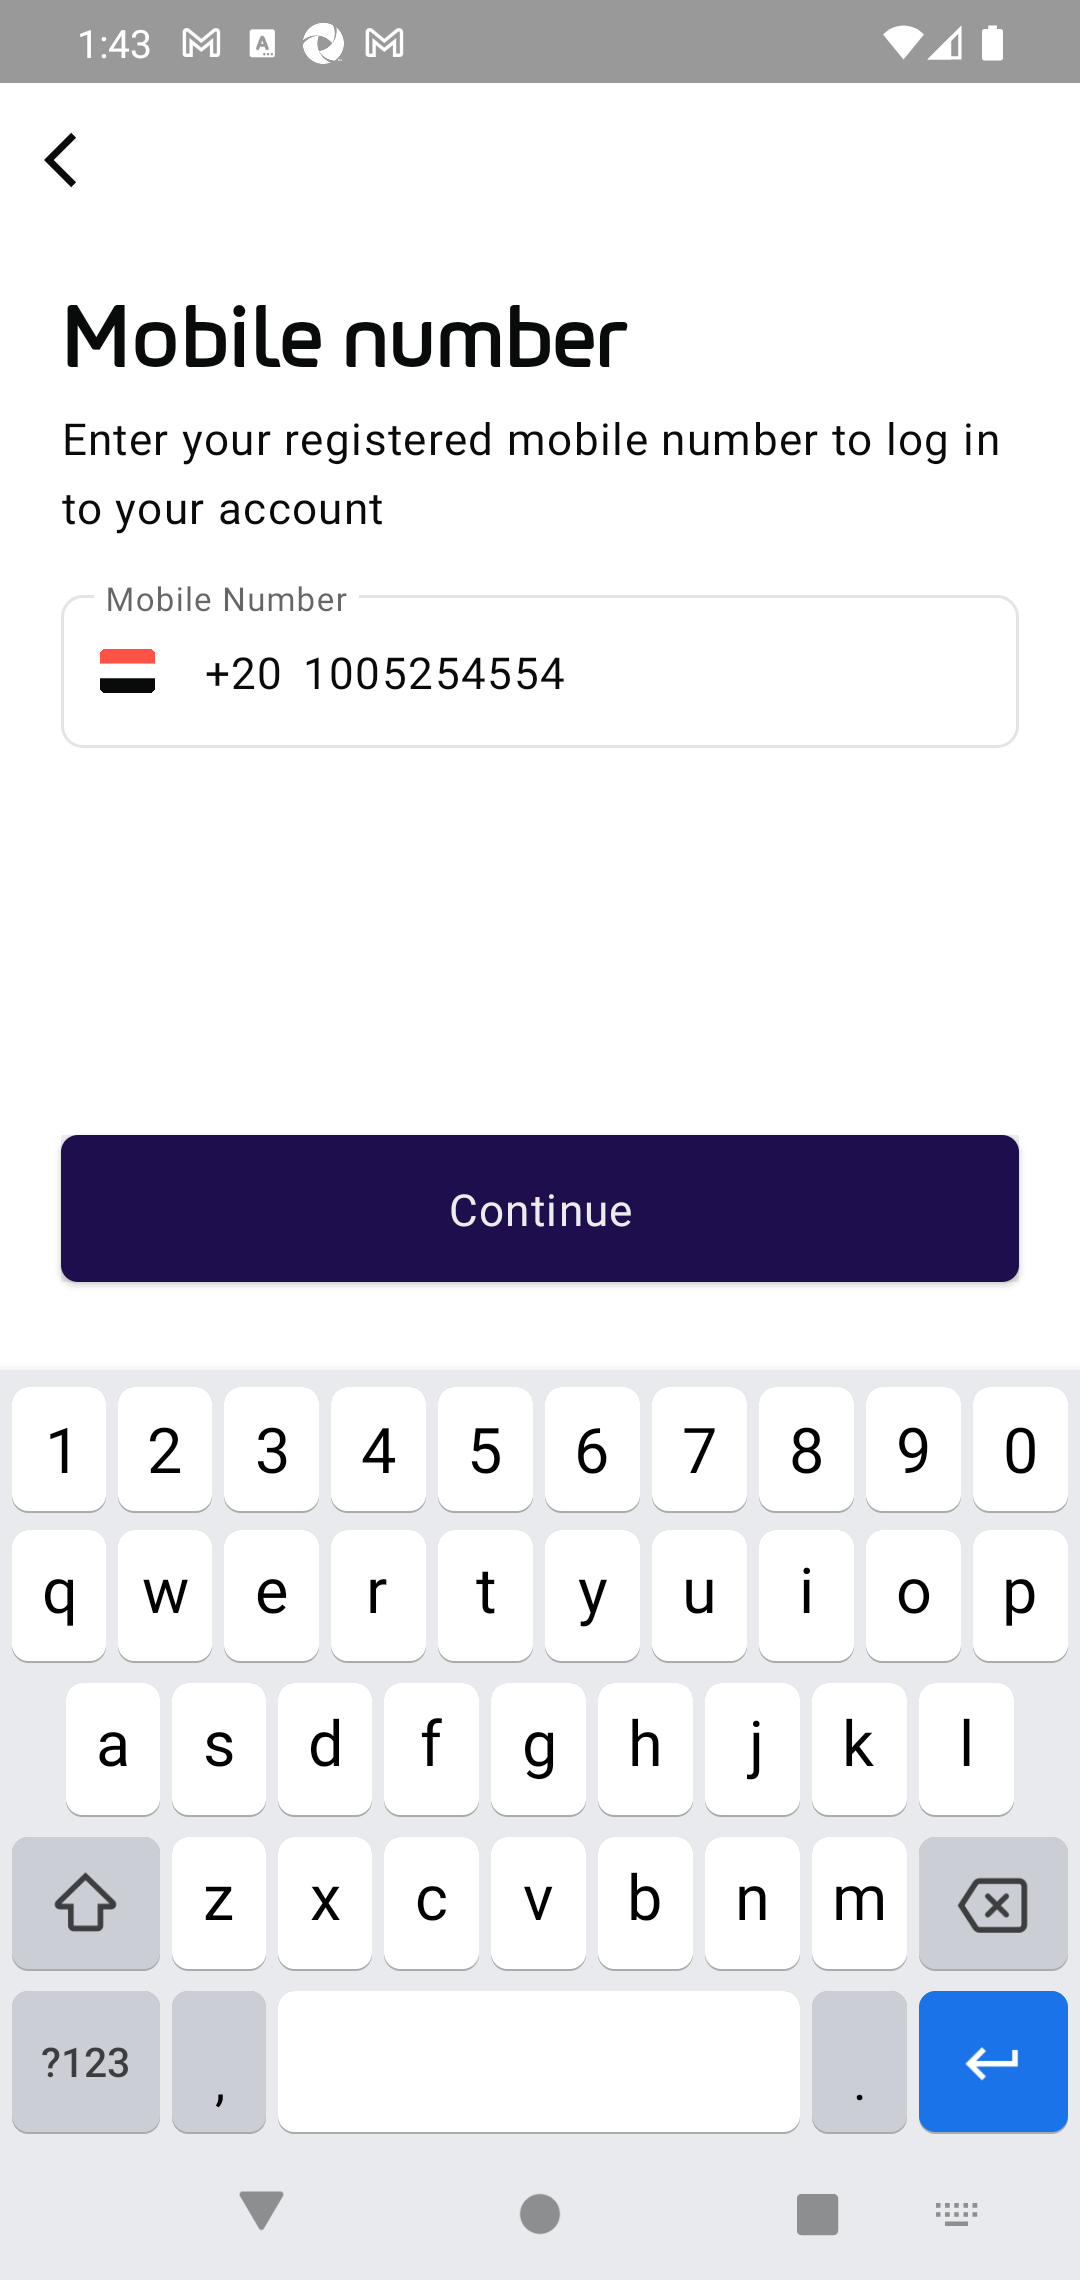 1:43
Mobile number
Enter your registered mobile number to log in
to your account
Mobile Number
+20 1005254554
Continue
1 2 3 4 5 6 7 8 9 0
q w e r t y u i o p
a s d f g h j k l
z x c v b n m
?123 , .